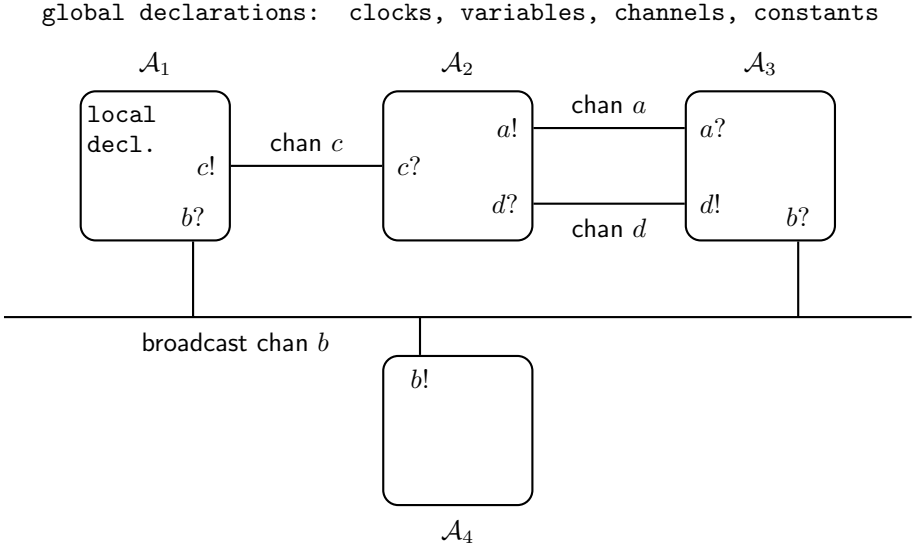 global declarations: clocks, variables, channels, constants
𝒜₁
𝒜₂
𝒜₃
local
decl.
c!
b?
chan c
c?
a!
d?
chan a
chan d
a?
d!
b?
broadcast chan b
b!
𝒜₄